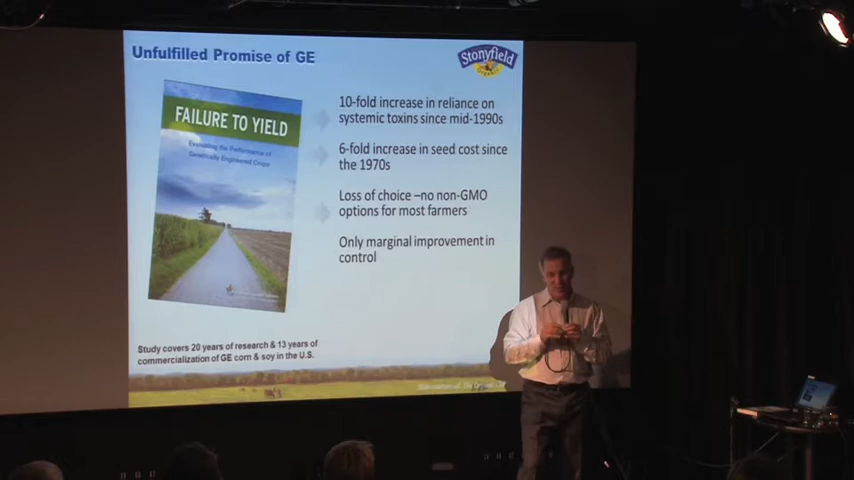 Unfulfilled Promise of GE
Stonyfield
ORGANIC
FAILURE TO YIELD
Evaluating the Performance of
Genetically Engineered Crops
10-fold increase in reliance on
systemic toxins since mid-1990s
6-fold increase in seed cost since
the 1970s
Loss of choice –no non-GMO
options for most farmers
Only marginal improvement in
control
Study covers 20 years of research & 13 years of
commercialization of GE corn & soy in the U.S.